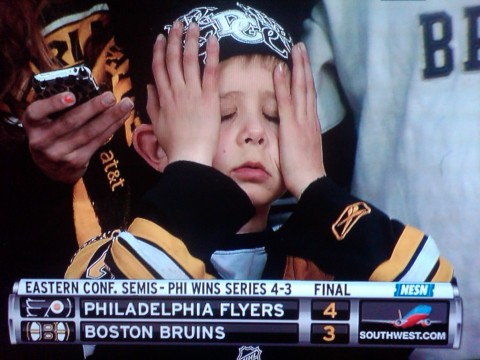 D&G
at&t
EASTERN CONF. SEMIS - PHI WINS SERIES 4-3 FINAL NESN
PHILADELPHIA FLYERS 4
BOSTON BRUINS 3
SOUTHWEST.COM
NHL